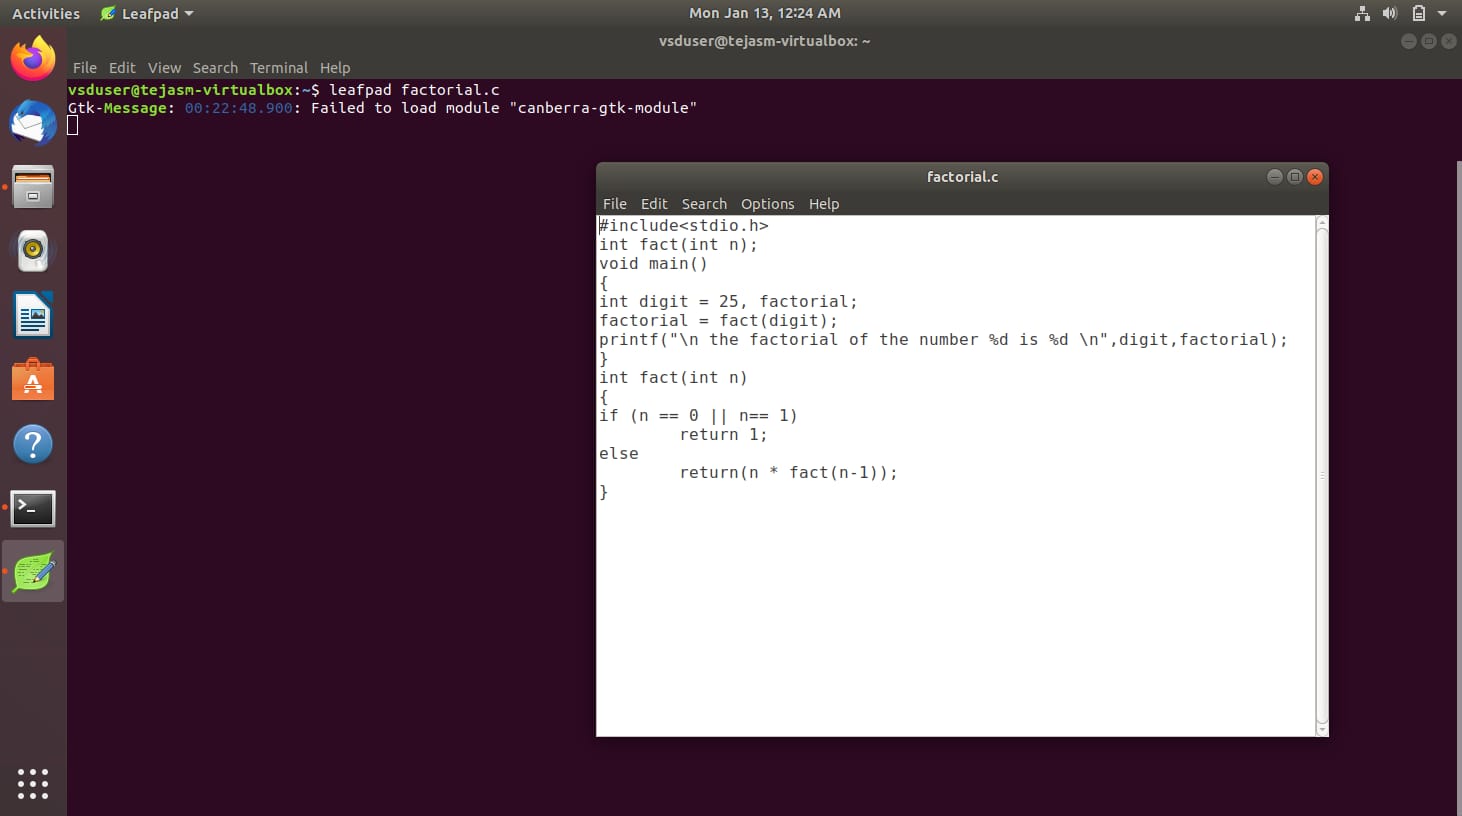 Activities Leafpad Mon Jan 13, 12:24 AM
vsduser@tejasm-virtualbox: ~
File Edit View Search Terminal Help
vsduser@tejasm-virtualbox:~$ leafpad factorial.c
Gtk-Message: 00:22:48.900: Failed to load module "canberra-gtk-module"
factorial.c
File Edit Search Options Help
#include<stdio.h>
int fact(int n);
void main()
{
int digit = 25, factorial;
factorial = fact(digit);
printf("\n the factorial of the number %d is %d \n",digit,factorial);
}
int fact(int n)
{
if (n == 0 || n== 1)
        return 1;
else
        return(n * fact(n-1));
}